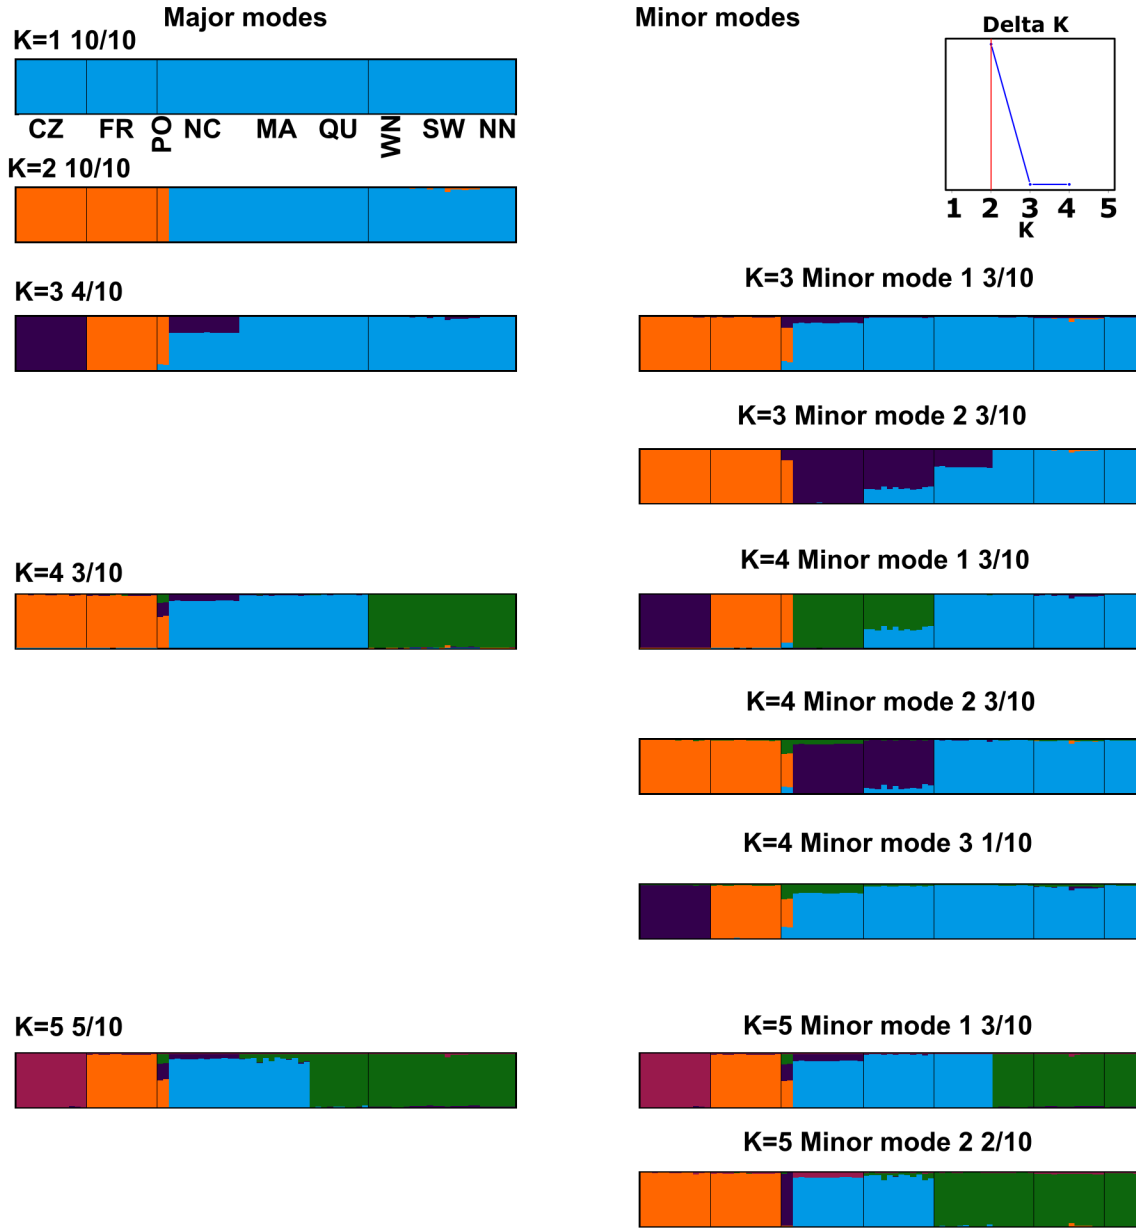 Major modes
Minor modes
K=1 10/10
CZ FR PO NC MA QU WN SW NN
Delta K
1 2 3 4 5
K
K=2 10/10
K=3 4/10
K=3 Minor mode 1 3/10
K=3 Minor mode 2 3/10
K=4 3/10
K=4 Minor mode 1 3/10
K=4 Minor mode 2 3/10
K=4 Minor mode 3 1/10
K=5 5/10
K=5 Minor mode 1 3/10
K=5 Minor mode 2 2/10